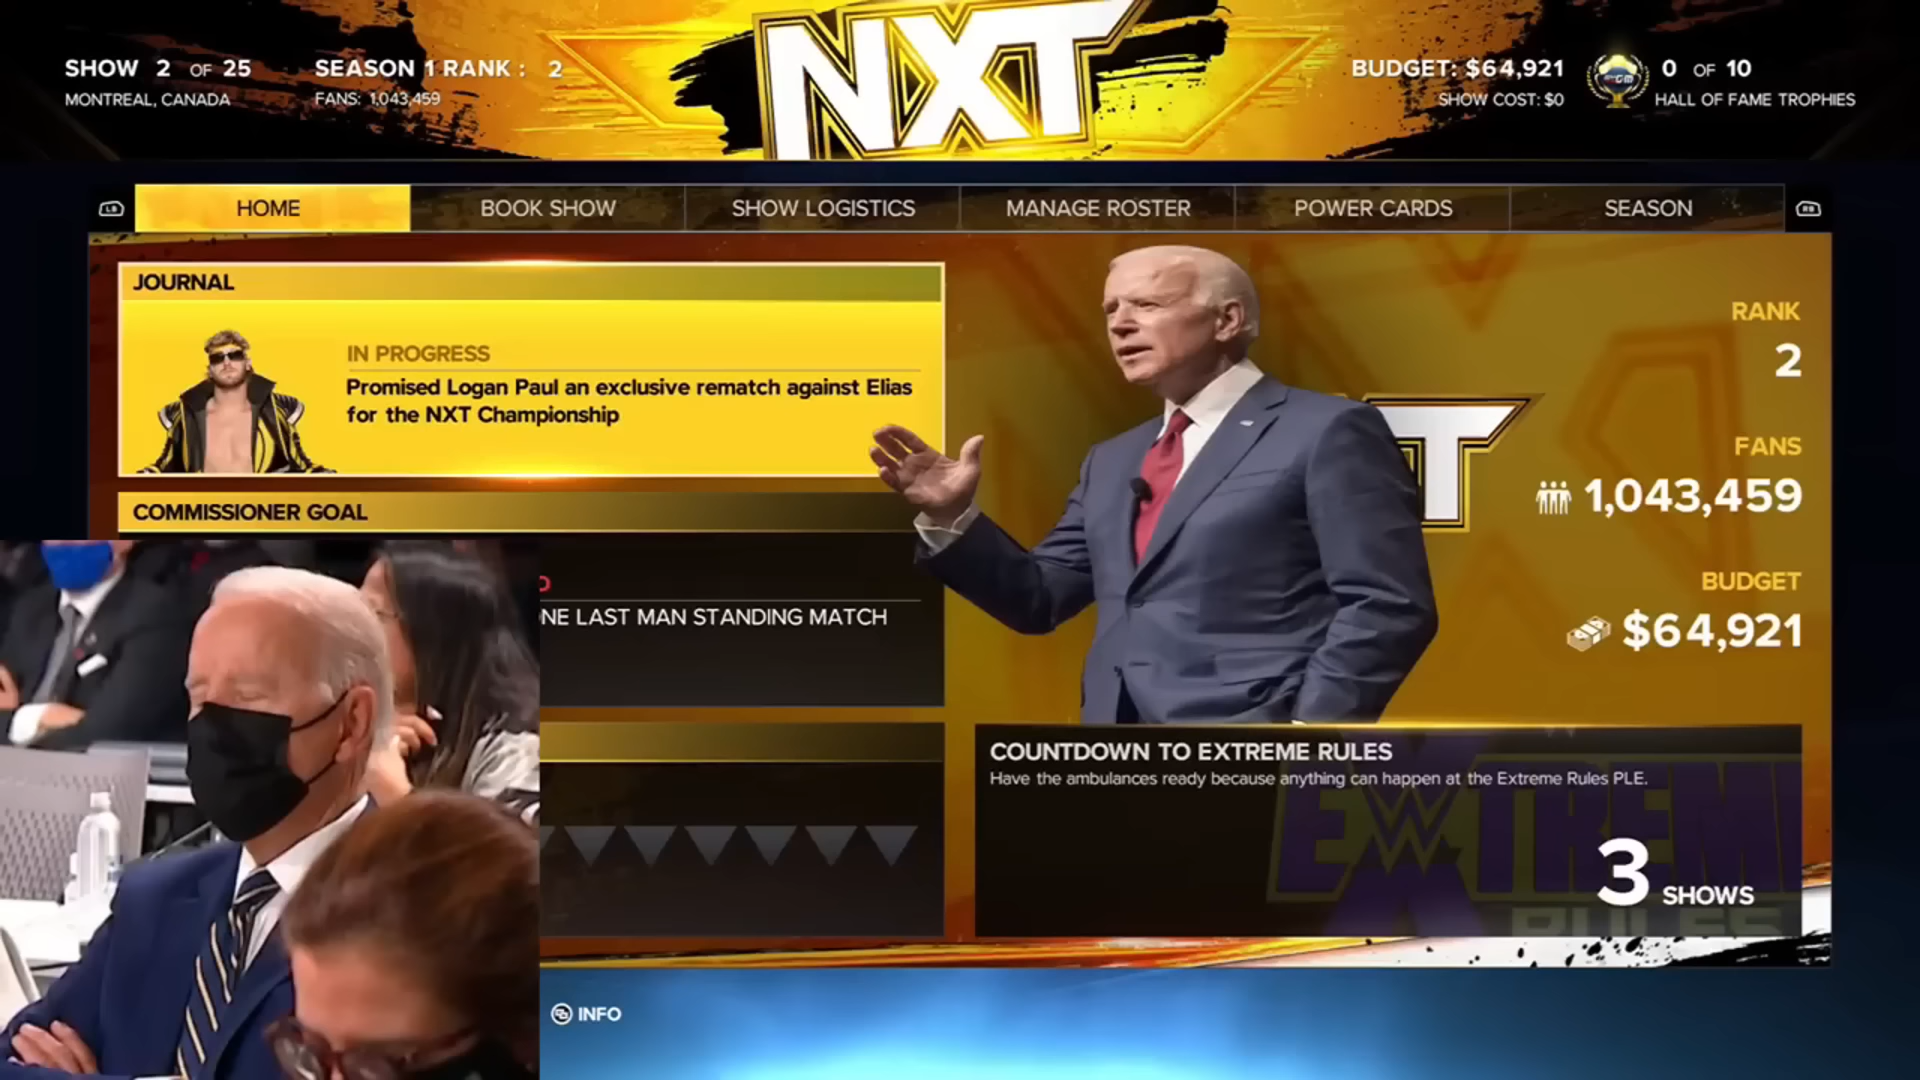 SHOW 2 OF 25
MONTREAL, CANADA
SEASON 1 RANK : 2
FANS: 1,043,459
NXT
BUDGET: $64,921
SHOW COST: $0
0 OF 10
HALL OF FAME TROPHIES
LB
HOME
BOOK SHOW
SHOW LOGISTICS
MANAGE ROSTER
POWER CARDS
SEASON
RB
JOURNAL
IN PROGRESS
Promised Logan Paul an exclusive rematch against Elias
for the NXT Championship
COMMISSIONER GOAL
NE LAST MAN STANDING MATCH
RANK
2
FANS
1,043,459
BUDGET
$64,921
COUNTDOWN TO EXTREME RULES
Have the ambulances ready because anything can happen at the Extreme Rules PLE.
3 SHOWS
INFO